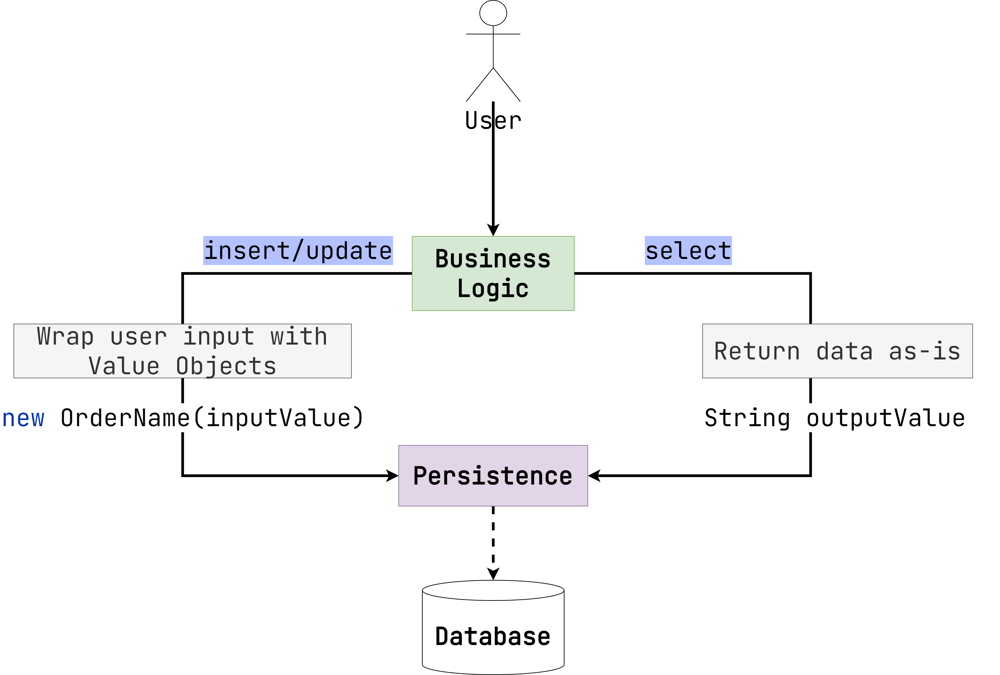 User
insert/update
Business
Logic
select
Wrap user input with
Value Objects
Return data as-is
new OrderName(inputValue)
String outputValue
Persistence
Database